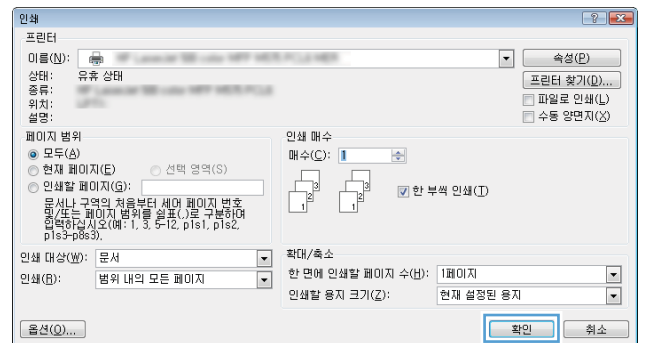 인쇄
프린터
이름(N):
속성(P)
상태: 유휴 상태
프린터 찾기(D)...
종류:
위치:
파일로 인쇄(L)
설명:
수동 양면지(X)
페이지 범위
모두(A)
현재 페이지(E) 선택 영역(S)
인쇄할 페이지(G):
문서나 구역의 처음부터 세어 페이지 번호
및/또는 페이지 범위를 쉼표(,)로 구분하여
입력하십시오(예: 1, 3, 5-12, p1s1, p1s2,
p1s3-p8s3).
인쇄 매수
매수(C): 1
3 3
2 2
1 1
한 부씩 인쇄(T)
인쇄 대상(W): 문서
인쇄(R): 범위 내의 모든 페이지
확대/축소
한 면에 인쇄할 페이지 수(H): 1페이지
인쇄할 용지 크기(Z): 현재 설정된 용지
옵션(O)...
확인 취소